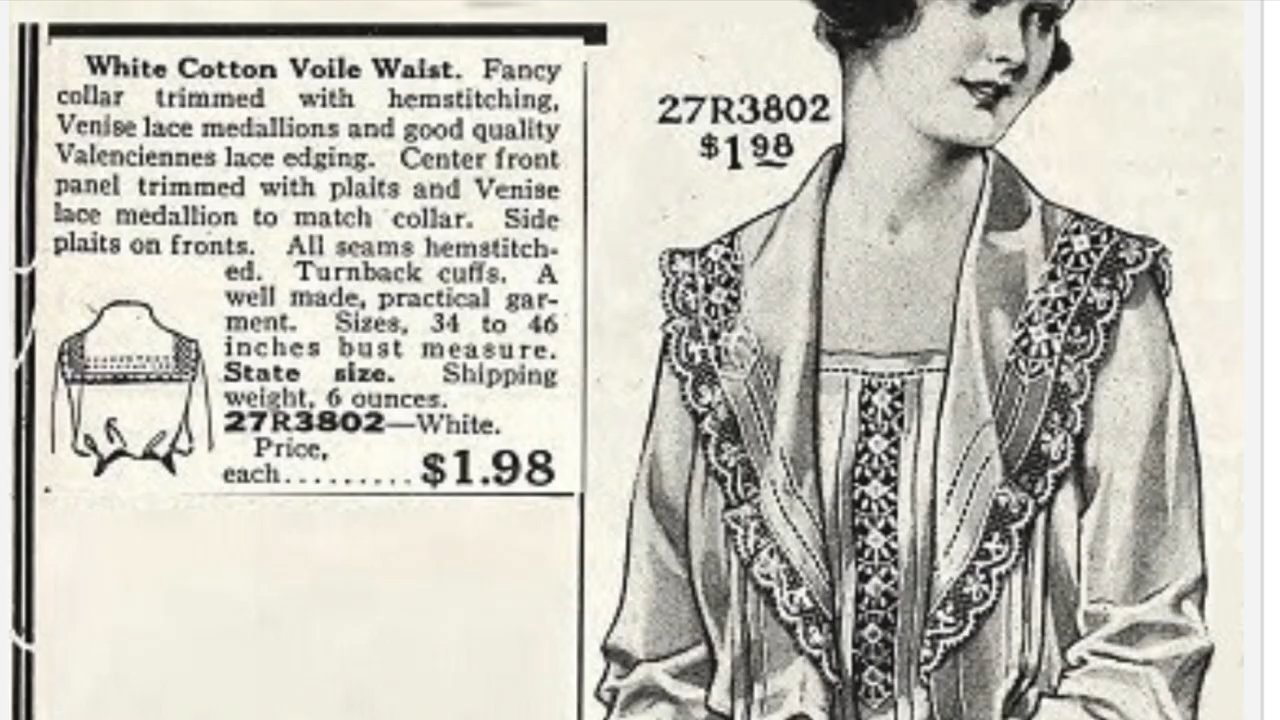 White Cotton Voile Waist. Fancy
collar trimmed with hemstitching,
Venise lace medallions and good quality
Valenciennes lace edging. Center front
panel trimmed with plaits and Venise
lace medallion to match collar. Side
plaits on fronts. All seams hemstitch-
ed. Turnback cuffs. A
well made, practical gar-
ment. Sizes, 34 to 46
inches bust measure.
State size. Shipping
weight, 6 ounces.
27R3802—White.
Price,
each.......... $1.98
27R3802
$1.98